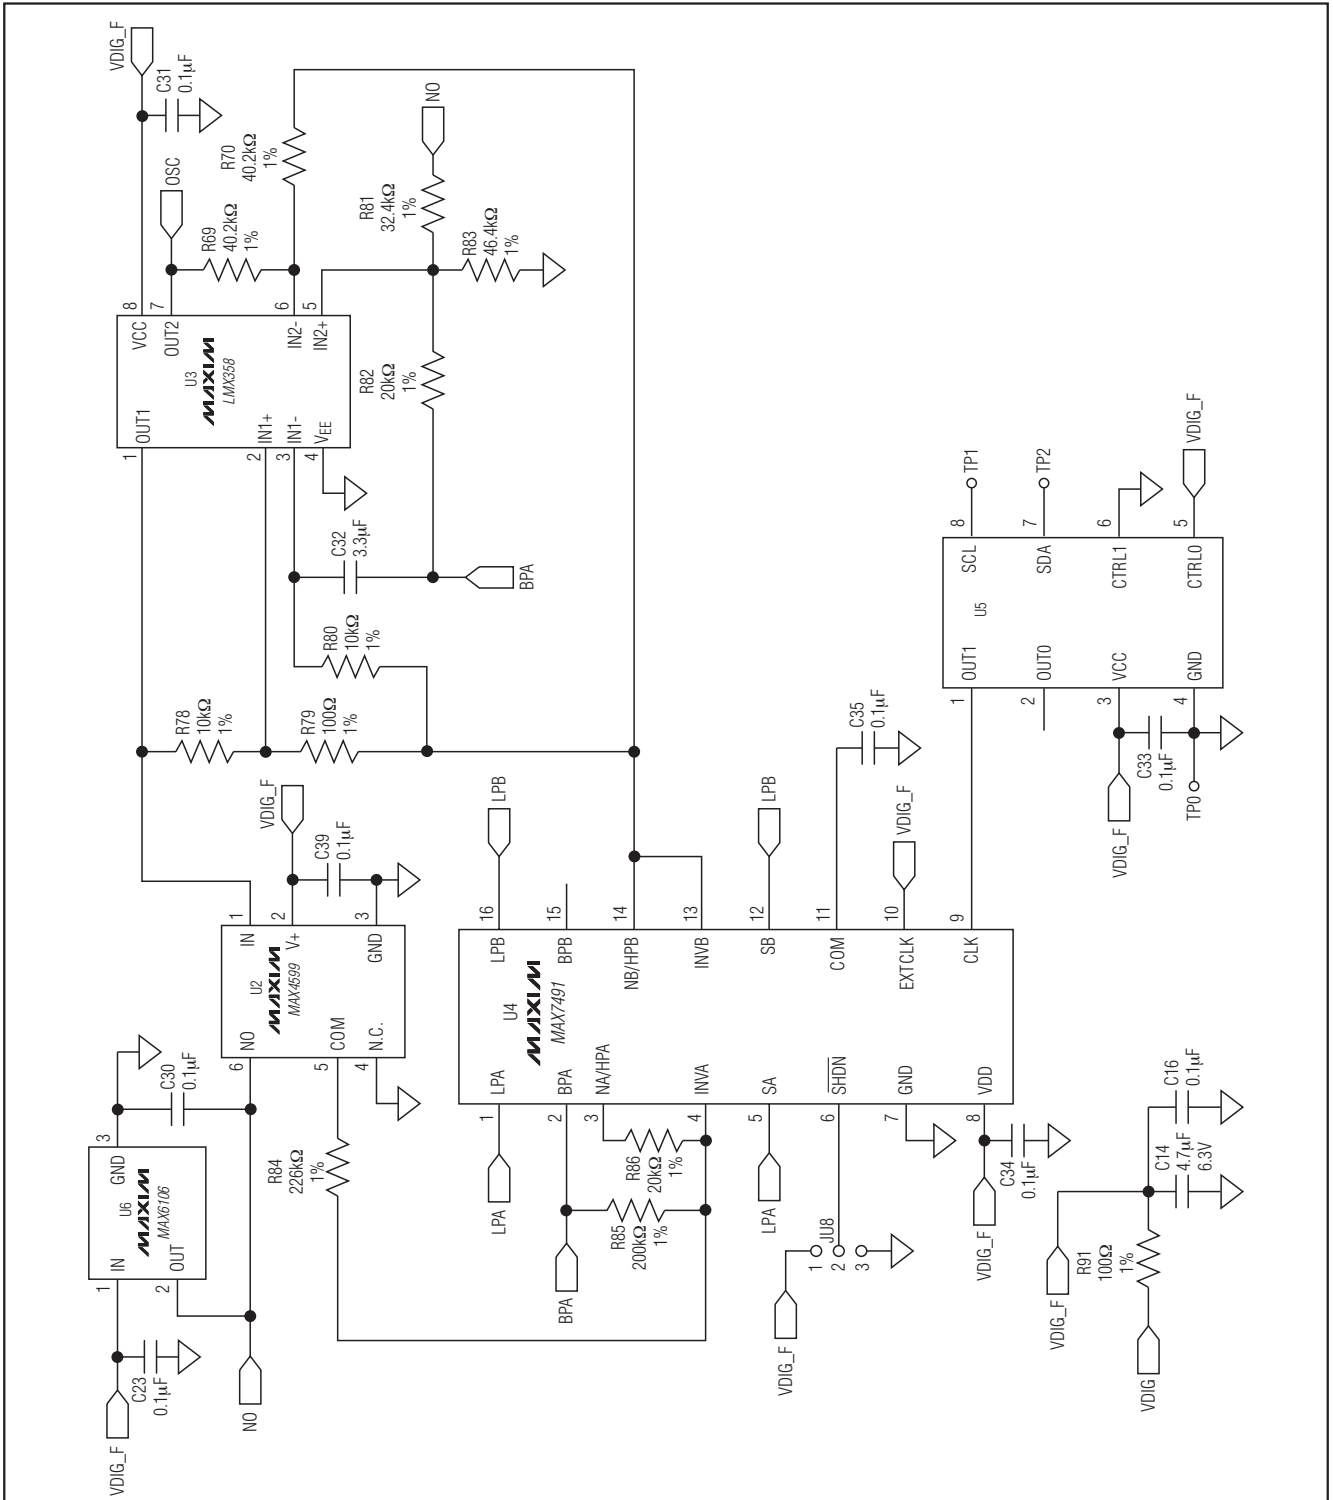 VDIG_F
C31
0.1µF
OSC
R69
40.2kΩ
1%
R70
40.2kΩ
1%
NO
R81
32.4kΩ
1%
R83
46.4kΩ
1%
8
7
6
5
VCC
OUT2
IN2-
IN2+
U3
MAXIM
LMX358
OUT1
IN1+
IN1-
VEE
1
2
3
4
R82
20kΩ
1%
C32
3.3µF
BPA
R80
10kΩ
1%
R78
10kΩ
1%
R79
100Ω
1%
VDIG_F
C39
0.1µF
1
2
3
IN
V+
GND
U2
MAXIM
MAX4599
NO
COM
N.C.
6
5
4
C30
0.1µF
3
GND
U6
MAXIM
MAX6106
IN
OUT
1
2
R84
226kΩ
1%
C23
0.1µF
VDIG_F
NO
LPB
LPB
C35
0.1µF
VDIG_F
16
15
14
13
12
11
10
9
LPB
BPB
NB/HPB
INVB
SB
COM
EXTCLK
CLK
U4
MAXIM
MAX7491
LPA
BPA
NA/HPA
INVA
SA
SHDN
GND
VDD
1
2
3
4
5
6
7
8
R86
20kΩ
1%
R85
200kΩ
1%
LPA
BPA
LPA
JU8
1
2
3
VDIG_F
C34
0.1µF
VDIG_F
TP1
TP2
VDIG_F
8
7
6
5
SCL
SDA
CTRL1
CTRL0
U5
OUT1
OUT0
VCC
GND
1
2
3
4
C33
0.1µF
VDIG_F
TP0
C16
0.1µF
C14
4.7µF
6.3V
R91
100Ω
1%
VDIG_F
VDIG